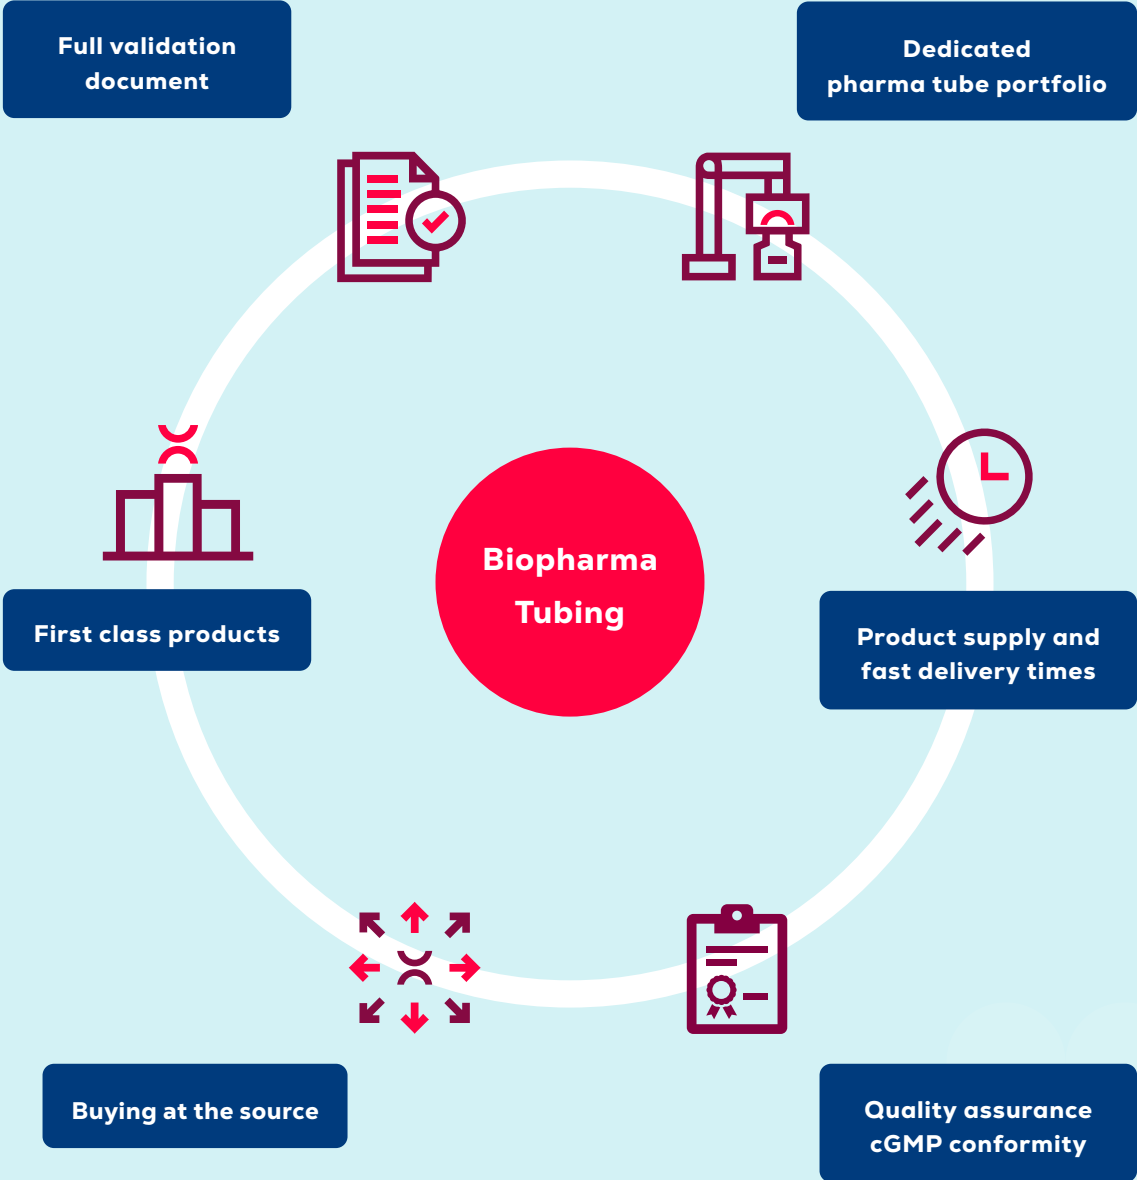 Full validation
document
Dedicated
pharma tube portfolio
Biopharma
Tubing
First class products
Product supply and
fast delivery times
Buying at the source
Quality assurance
cGMP conformity